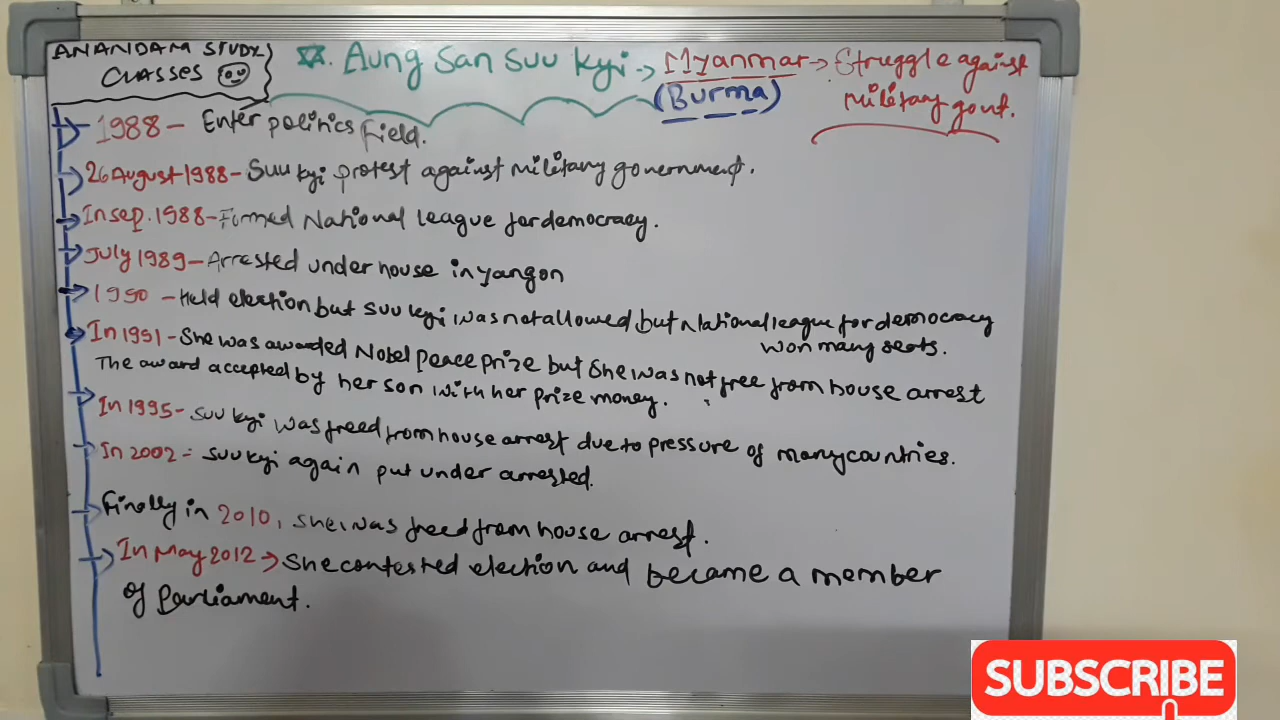 ANANDAM STUDY
CLASSES
Aung San Suu Kyi → Myanmar → Struggle against
(Burma) military govt.
1988 - Enter politics field.
26 August 1988 - Suu Kyi protest against military government.
In sep. 1988 - Formed National league for democracy.
July 1989 - Arrested under house in yangon
1990 - Held election but Suu Kyi was not allowed but National league for democracy
won many seats.
In 1991 - She was awarded Nobel peace prize but She was not free from house arrest
The award accepted by her son with her prize money.
In 1995 - Suu Kyi was freed from house arrest due to pressure of many countries.
In 2002 - Suu Kyi again put under arrested.
Finally in 2010, she was freed from house arrest.
In May 2012 → She contested election and became a member
of Parliament.
SUBSCRIBE